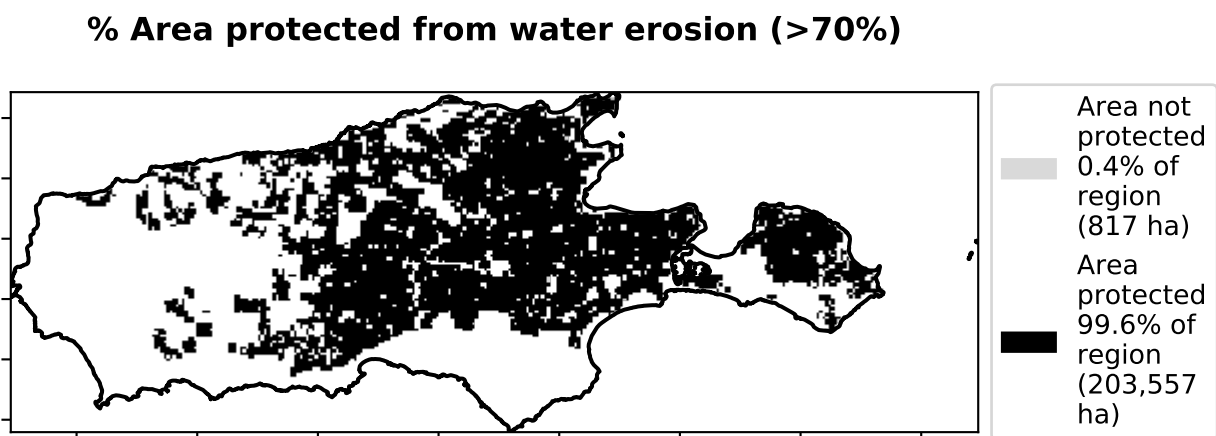 % Area protected from water erosion (>70%)
Area not
protected
0.4% of
region
(817 ha)
Area
protected
99.6% of
region
(203,557
ha)